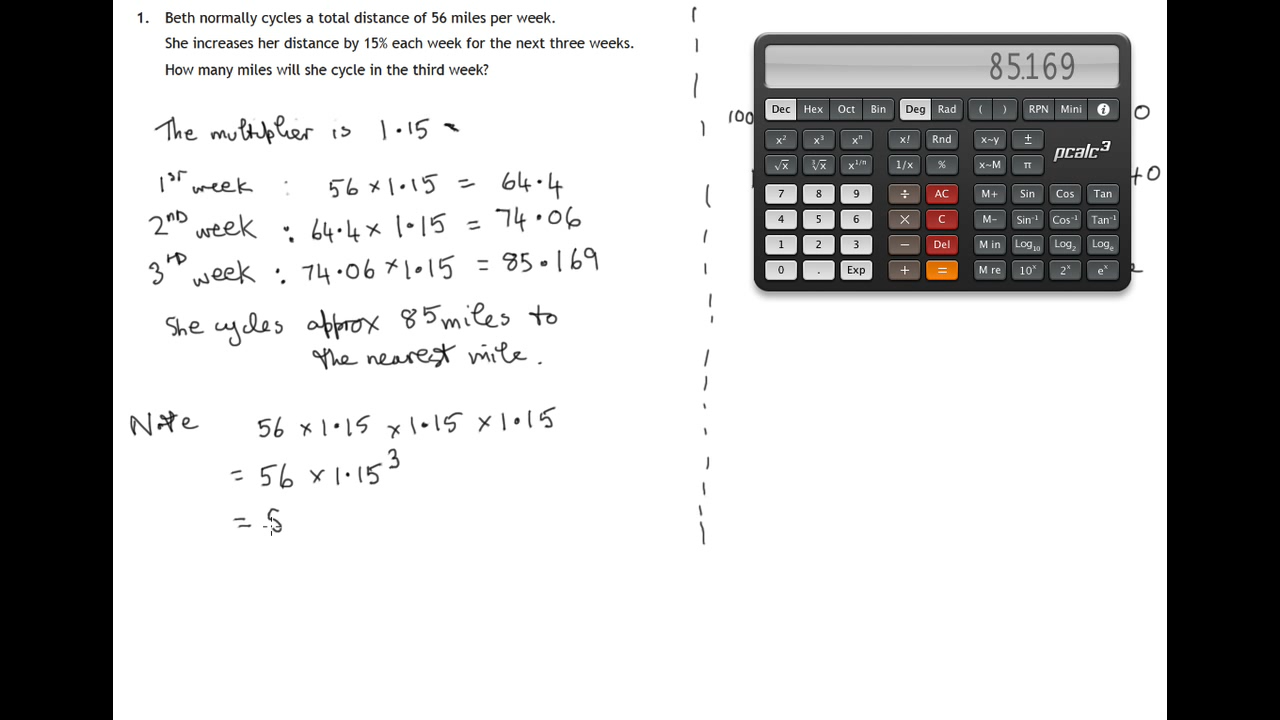 1. Beth normally cycles a total distance of 56 miles per week.
She increases her distance by 15% each week for the next three weeks.
How many miles will she cycle in the third week?
The multiplier is 1.15
1st week : 56 × 1.15 = 64.4
2ND week : 64.4 × 1.15 = 74.06
3RD week : 74.06 × 1.15 = 85.169
She cycles approx 85 miles to
the nearest mile.
Note 56 × 1.15 × 1.15 × 1.15
= 56 × 1.15³
=
100
85.169
Dec Hex Oct Bin Deg Rad ( ) RPN Mini i
x² x³ xⁿ x! Rnd x~y ± pcalc³
√x ∛x x^1/n 1/x % x~M π
7 8 9 ÷ AC M+ Sin Cos Tan
4 5 6 × C M− Sin⁻¹ Cos⁻¹ Tan⁻¹
1 2 3 − Del M in Log₁₀ Log₂ Logₑ
0 . Exp + = M re 10ˣ 2ˣ eˣ
0
+0